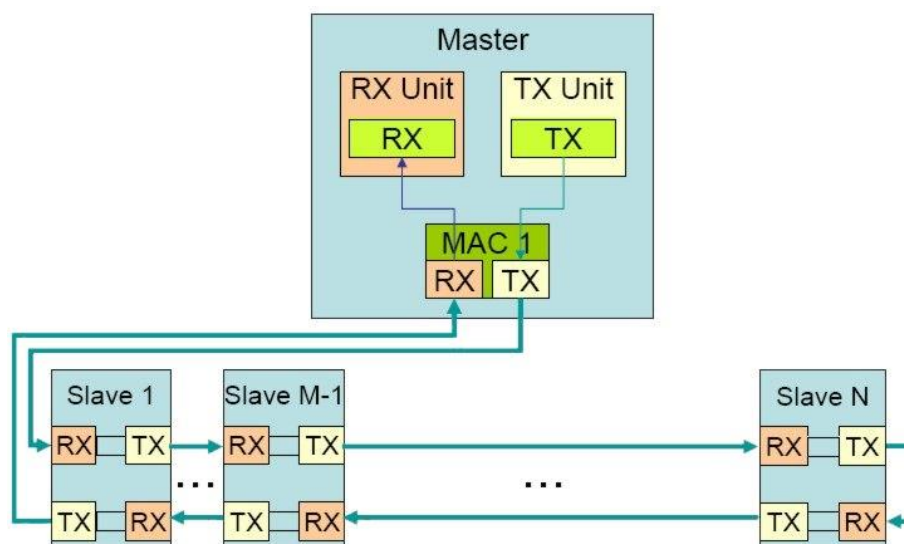 Master
RX Unit
TX Unit
RX
TX
MAC 1
RX
TX
Slave 1
Slave M-1
Slave N
RX
TX
RX
TX
RX
TX
...
...
TX
RX
TX
RX
TX
RX